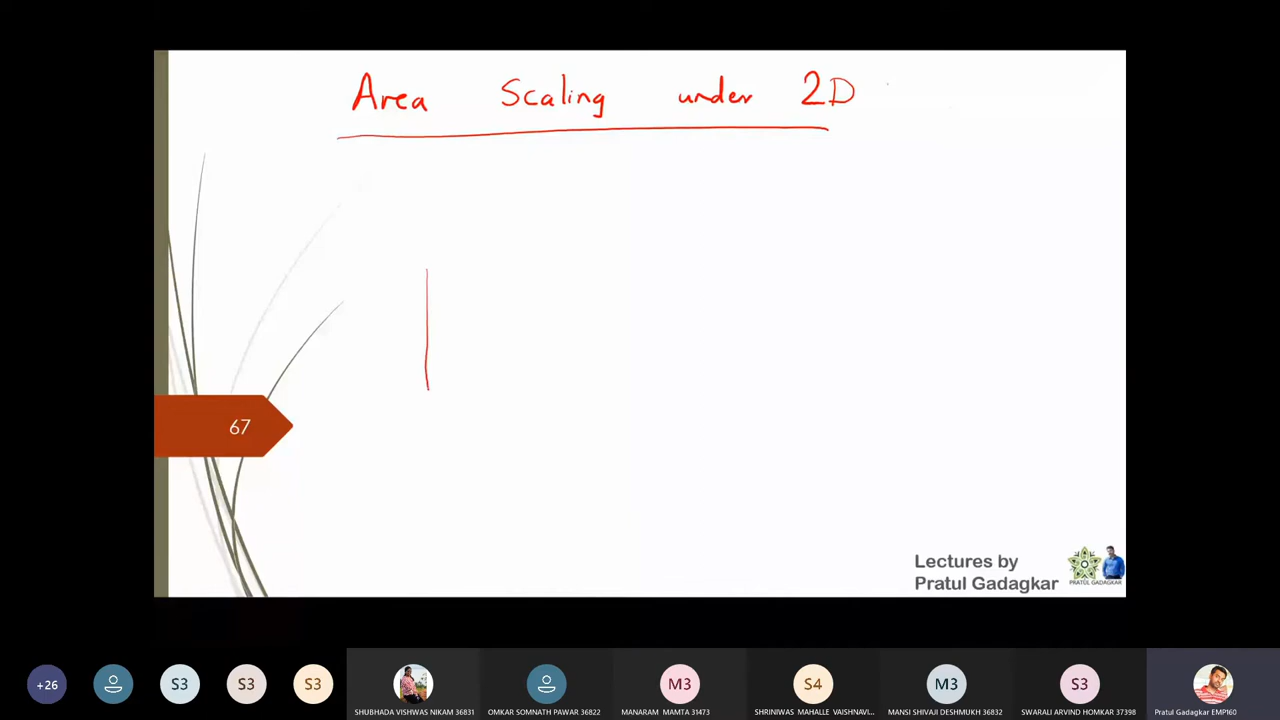 Area Scaling under 2D
67
Lectures by
Pratul Gadagkar
PRATUL GADAGKAR
+26
S3
S3
S3
M3
S4
M3
S3
SHUBHADA VISHWAS NIKAM 36831
OMKAR SOMNATH PAWAR 36822
MANARAM MAMTA 31473
SHRINIWAS MAHALLE VAISHNAVI...
MANSI SHIVAJI DESHMUKH 36832
SWARALI ARVIND HOMKAR 37398
Pratul Gadagkar EMP160